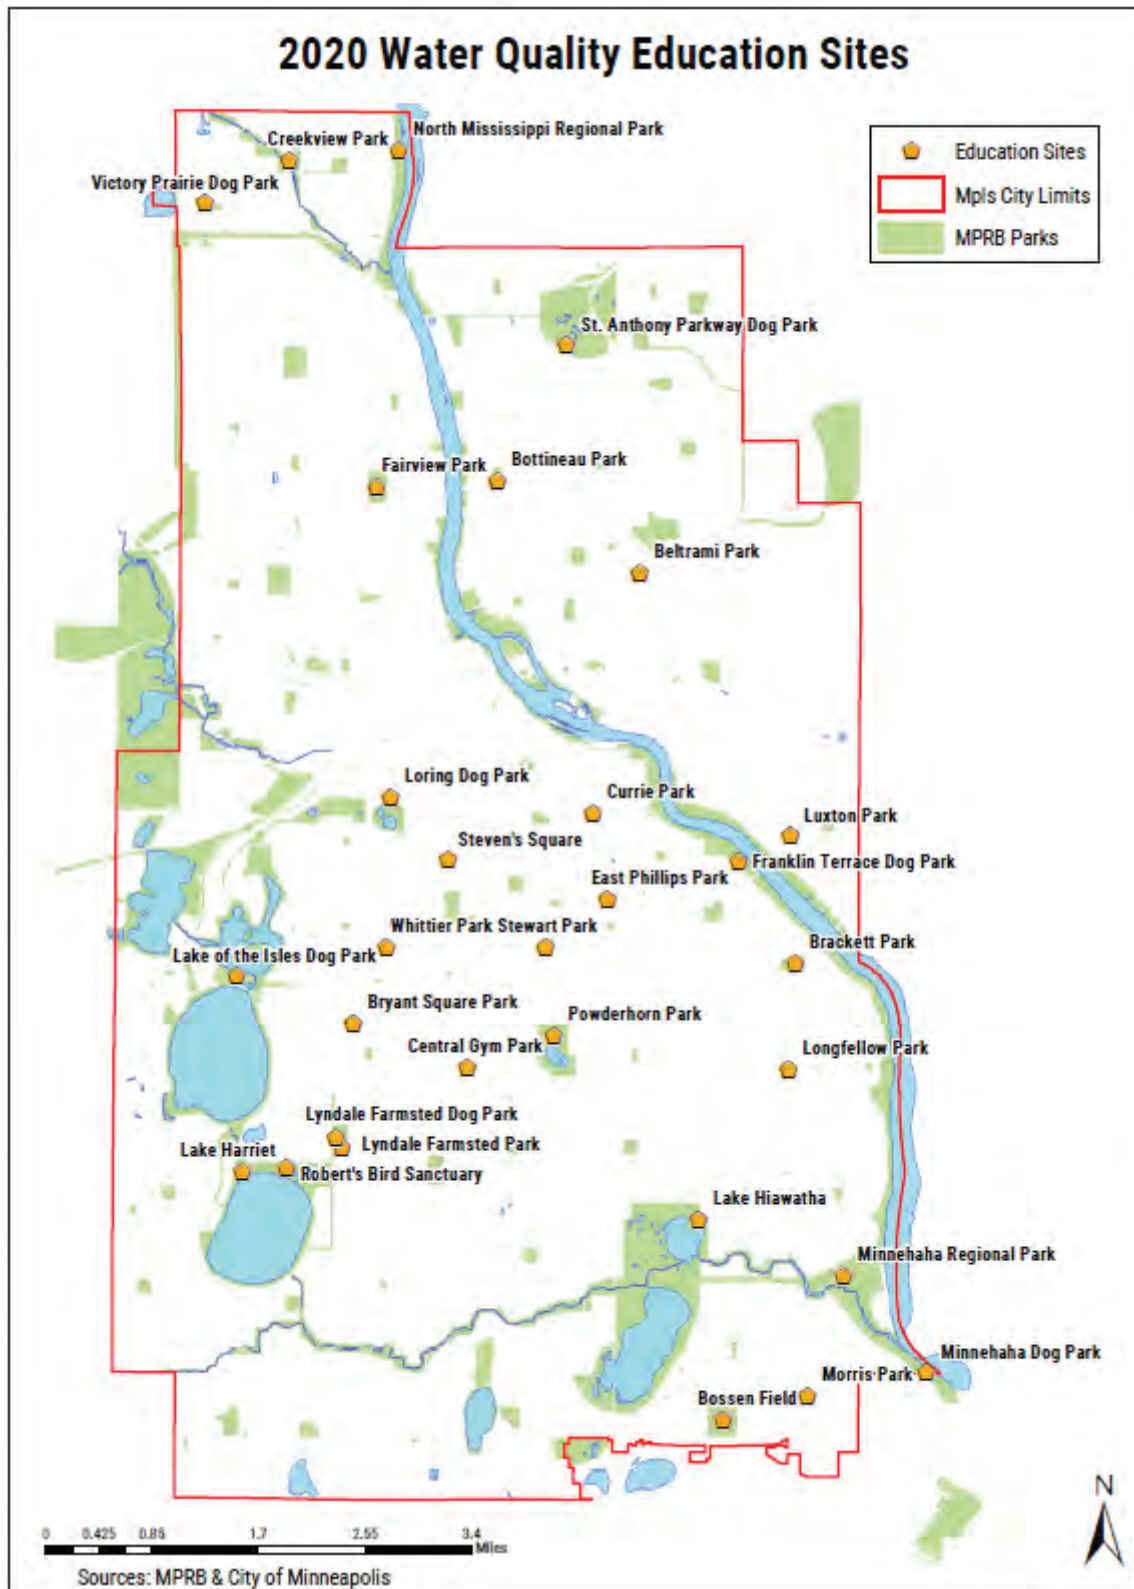 2020 Water Quality Education Sites
North Mississippi Regional Park
Creekview Park
Education Sites
Victory Prairie Dog Park
Mpls City Limits
MPRB Parks
St. Anthony Parkway Dog Park
Fairview Park
Bottineau Park
Beltrami Park
Loring Dog Park
Currie Park
Luxton Park
Steven's Square
Franklin Terrace Dog Park
East Phillips Park
Whittier Park Stewart Park
Brackett Park
Lake of the Isles Dog Park
Bryant Square Park
Powderhorn Park
Central Gym Park
Longfellow Park
Lyndale Farmsted Dog Park
Lyndale Farmsted Park
Lake Harriet
Robert's Bird Sanctuary
Lake Hiawatha
Minnehaha Regional Park
Minnehaha Dog Park
Morris Park
Bossen Field
N
0 0.425 0.85 1.7 2.55 3.4
Miles
Sources: MPRB & City of Minneapolis